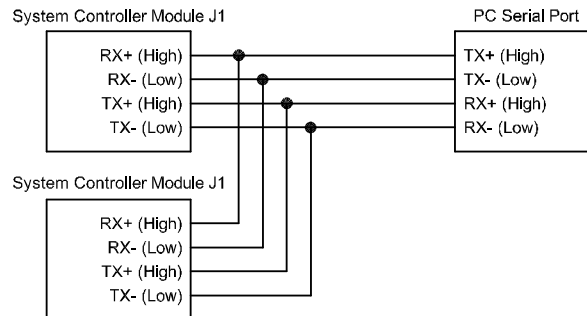 System Controller Module J1
PC Serial Port
RX+ (High)
TX+ (High)
RX- (Low)
TX- (Low)
TX+ (High)
RX+ (High)
TX- (Low)
RX- (Low)
System Controller Module J1
RX+ (High)
RX- (Low)
TX+ (High)
TX- (Low)